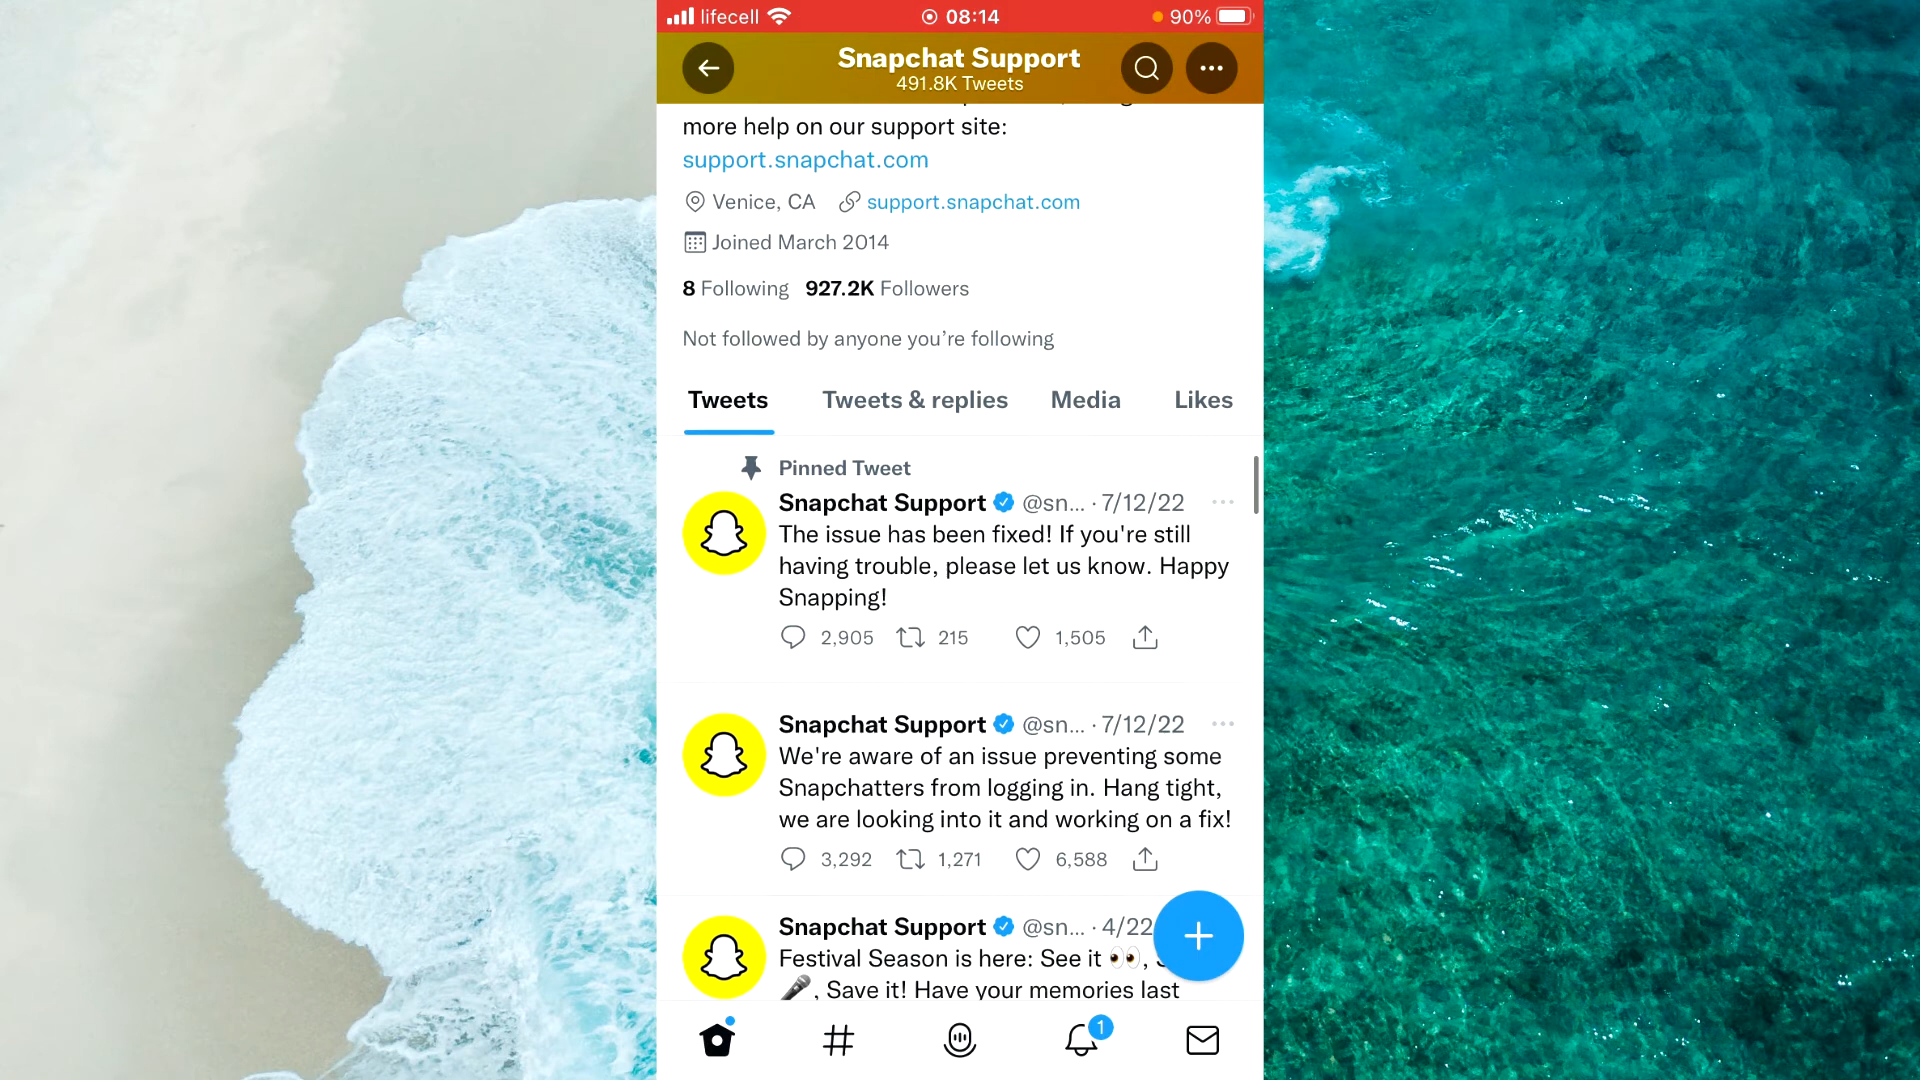 lifecell 08:14 90%
Snapchat Support
491.8K Tweets
more help on our support site:
support.snapchat.com
Venice, CA support.snapchat.com
Joined March 2014
8 Following 927.2K Followers
Not followed by anyone you’re following
Tweets Tweets & replies Media Likes
Pinned Tweet
Snapchat Support @sn... · 7/12/22 ...
The issue has been fixed! If you're still
having trouble, please let us know. Happy
Snapping!
2,905 215 1,505
Snapchat Support @sn... · 7/12/22 ...
We're aware of an issue preventing some
Snapchatters from logging in. Hang tight,
we are looking into it and working on a fix!
3,292 1,271 6,588
Snapchat Support @sn... · 4/22
Festival Season is here: See it 👀,
🎤, Save it! Have your memories last
1